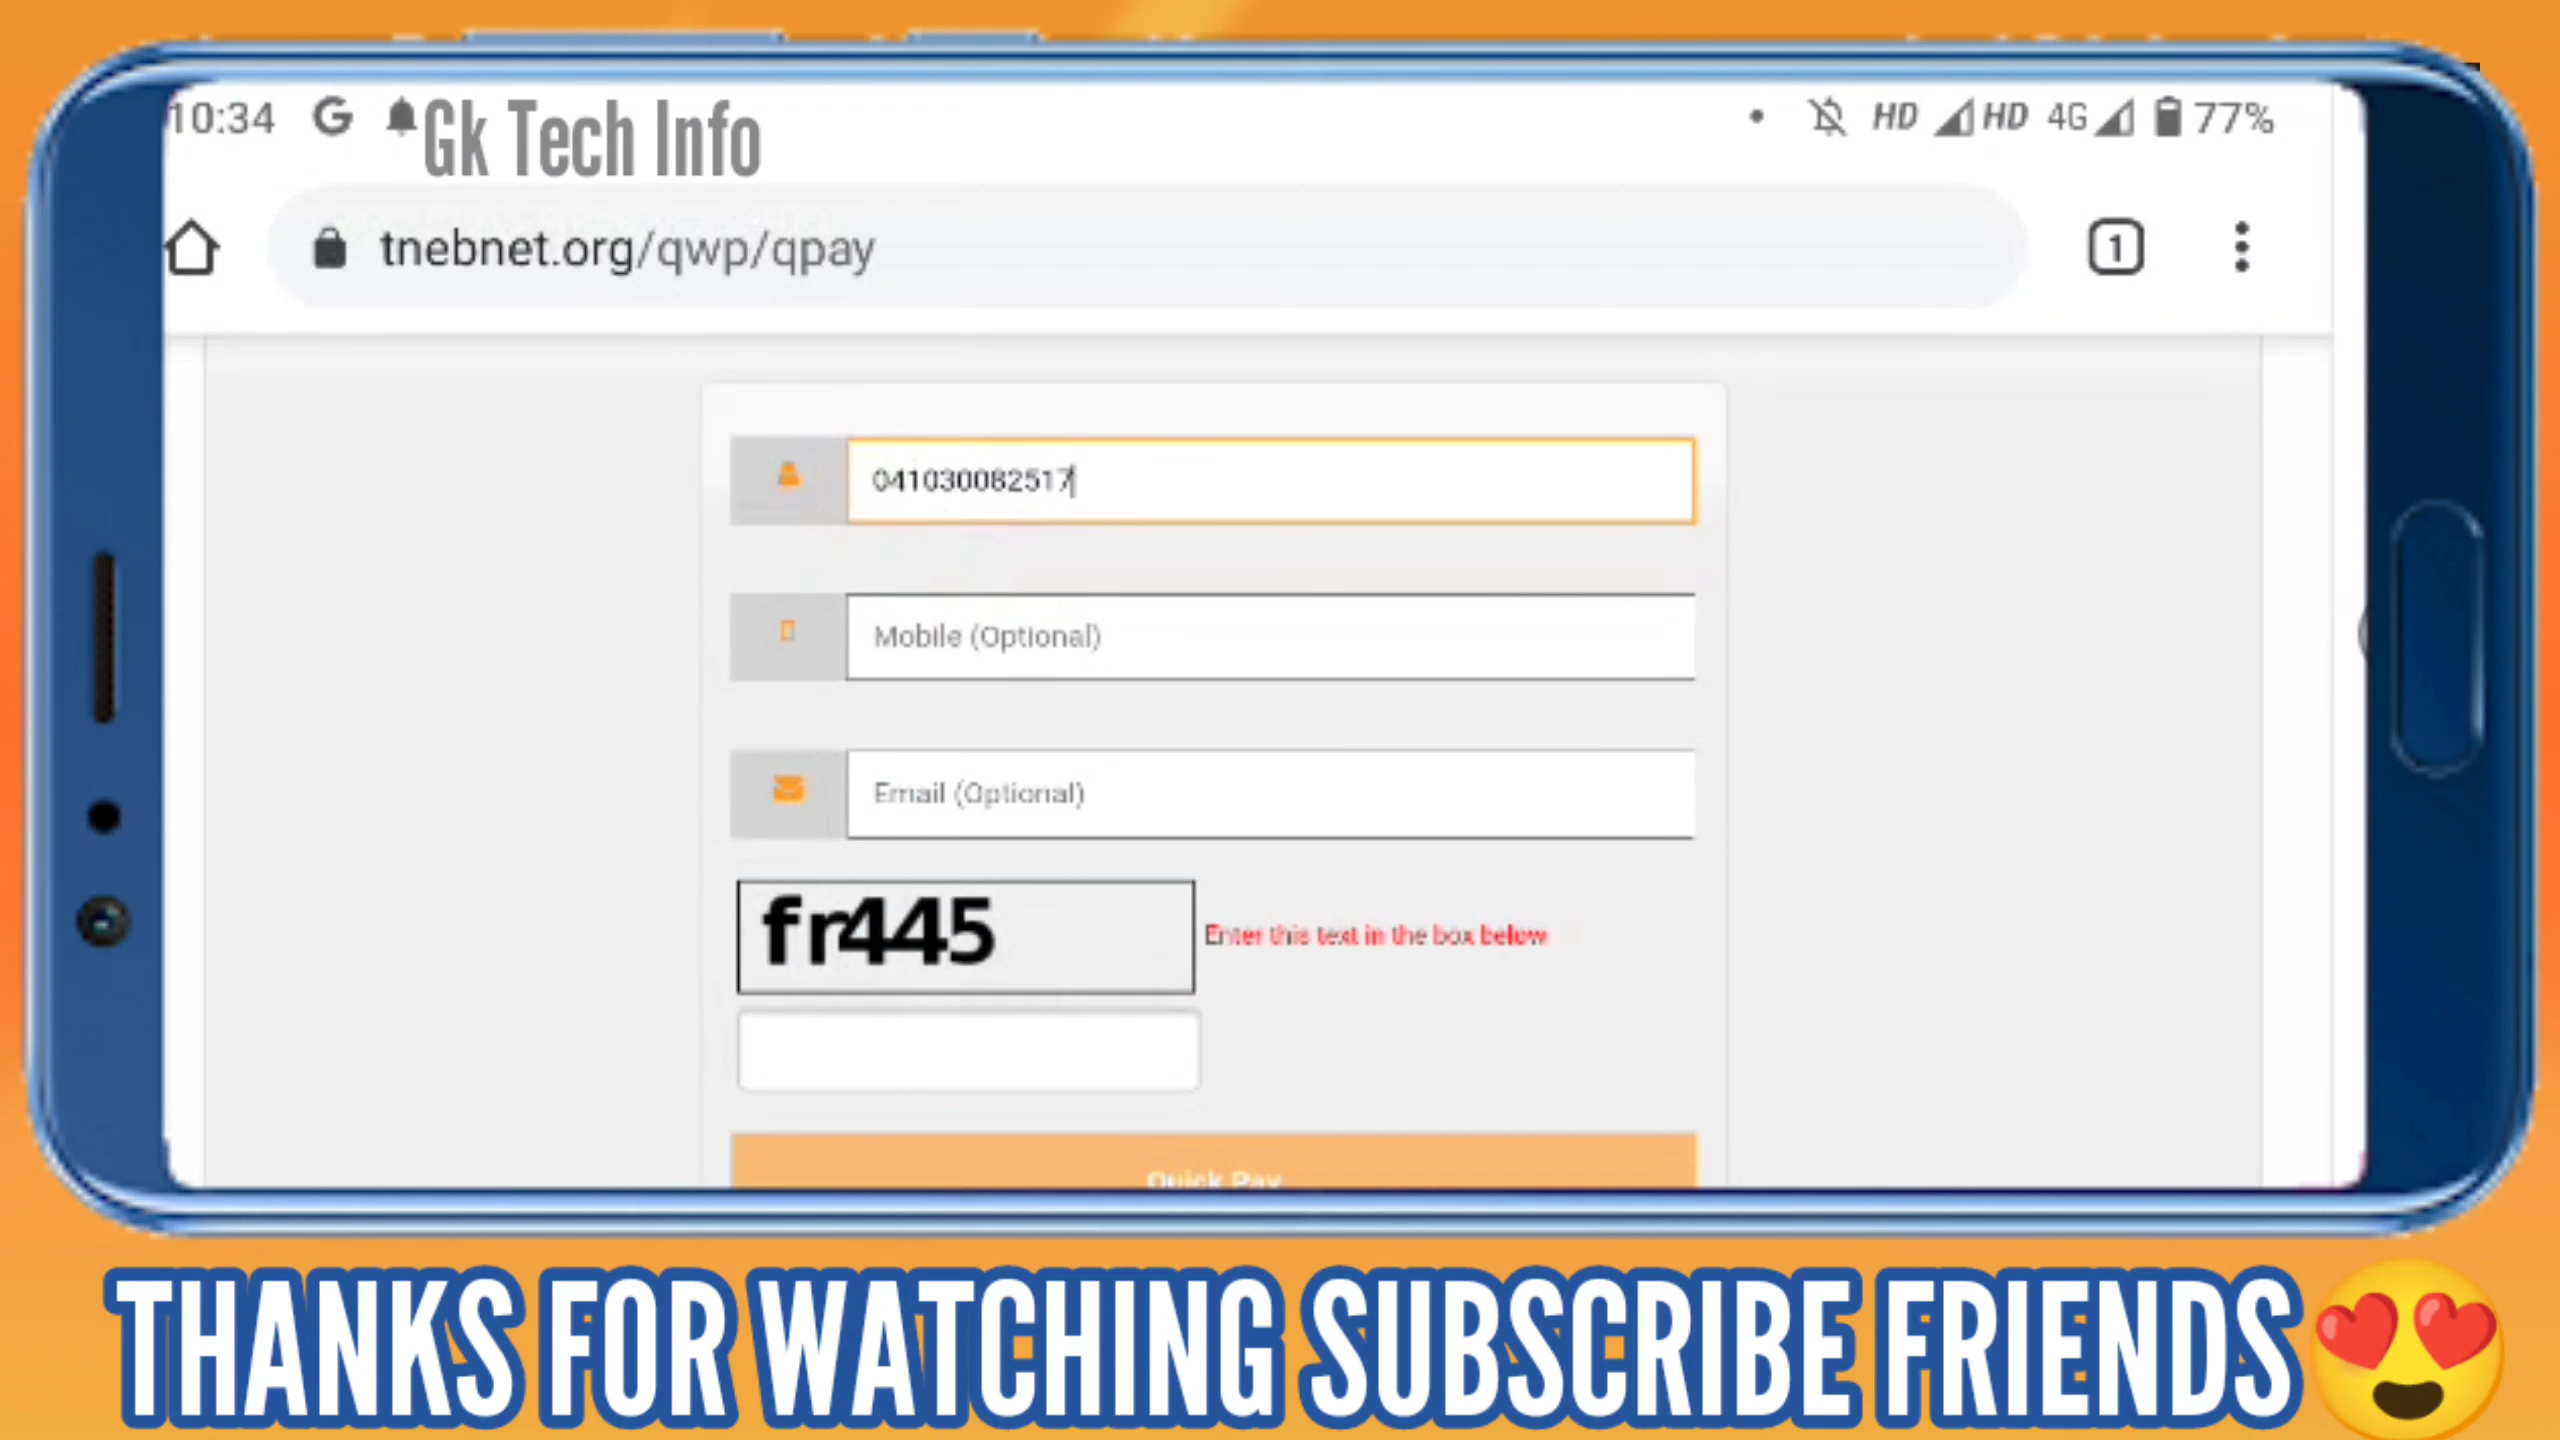 10:34
Gk Tech Info
HD HD 4G 77%
tnebnet.org/qwp/qpay
1
041030082517
Mobile (Optional)
Email (Optional)
fr445
Enter this text in the box below
Quick Pay
THANKS FOR WATCHING SUBSCRIBE FRIENDS😍